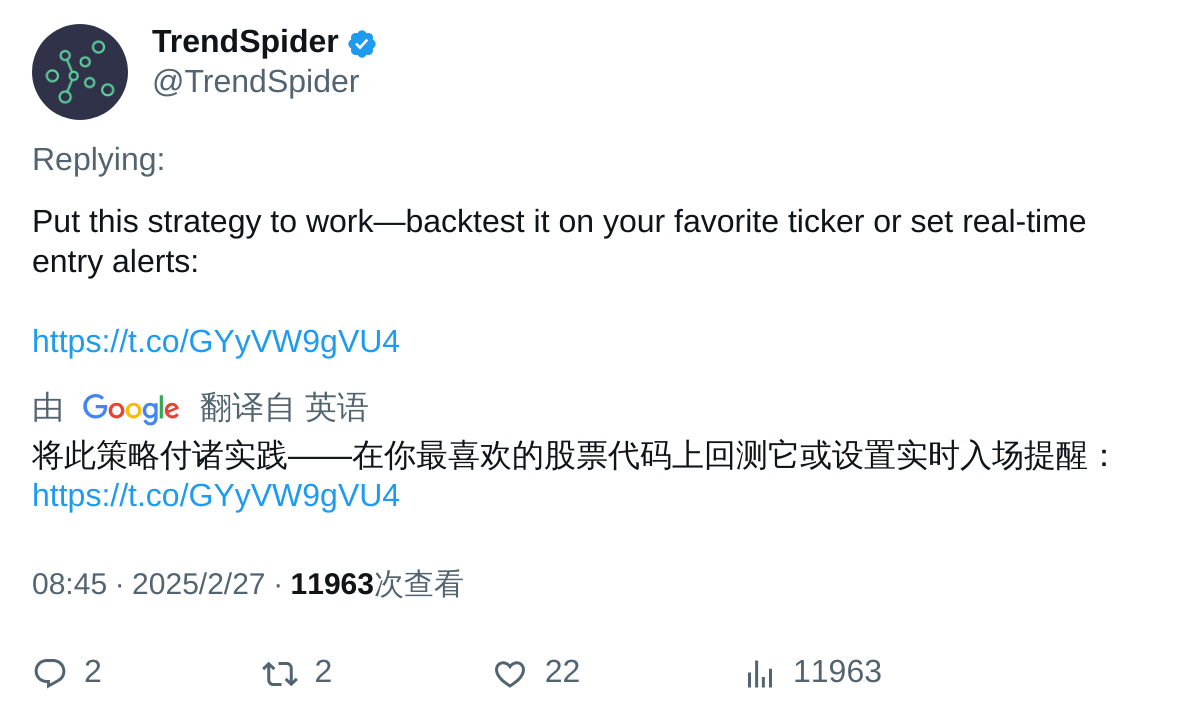 TrendSpider
@TrendSpider
Replying:
Put this strategy to work—backtest it on your favorite ticker or set real-time
entry alerts:
https://t.co/GYyVW9gVU4
由 Google 翻译自 英语
将此策略付诸实践——在你最喜欢的股票代码上回测它或设置实时入场提醒：
https://t.co/GYyVW9gVU4
08:45 · 2025/2/27 · 11963次查看
2 2 22 11963